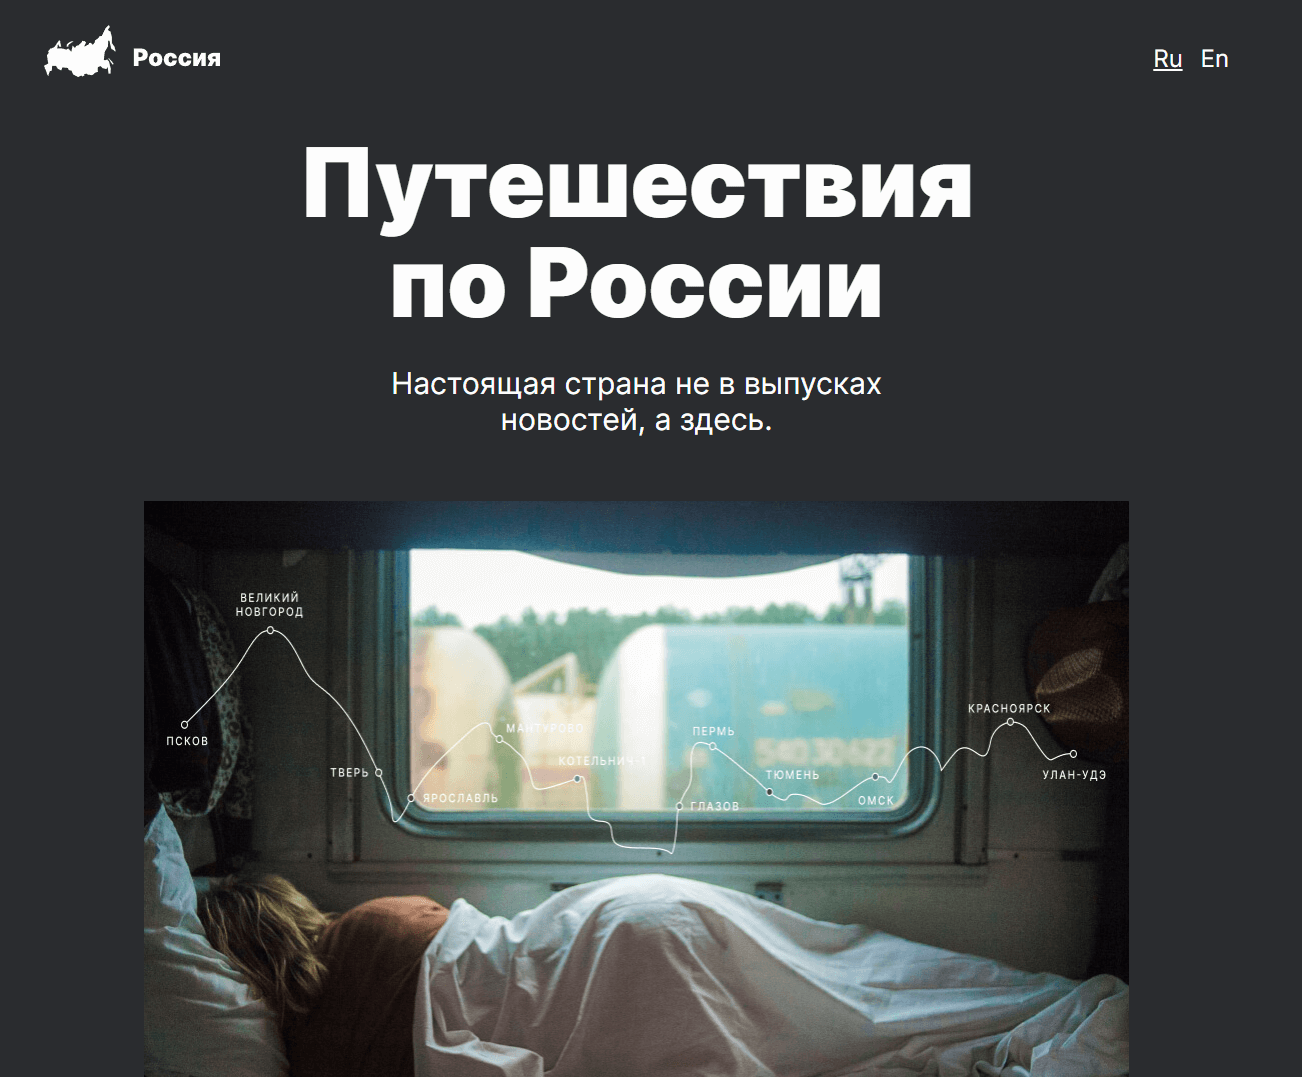 Россия
Ru En
Путешествия
по России
Настоящая страна не в выпусках
новостей, а здесь.
ВЕЛИКИЙ
НОВГОРОД
ПСКОВ
ТВЕРЬ
ЯРОСЛАВЛЬ
МАНТУРОВО
КОТЕЛЬНИЧ-1
ПЕРМЬ
ГЛАЗОВ
ТЮМЕНЬ
ОМСК
КРАСНОЯРСК
УЛАН-УДЭ